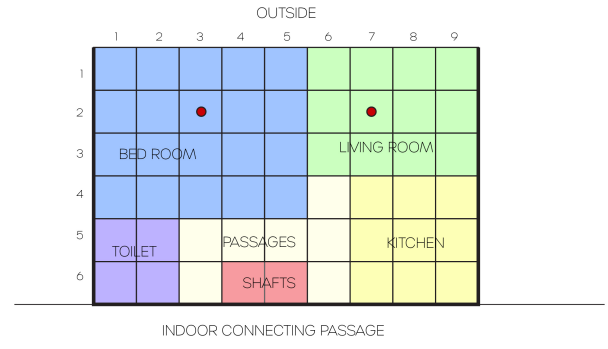 OUTSIDE
1 2 3 4 5 6 7 8 9
1
2
3
BED ROOM
LIVING ROOM
4
5
TOILET
PASSAGES
KITCHEN
6
SHAFTS
INDOOR CONNECTING PASSAGE